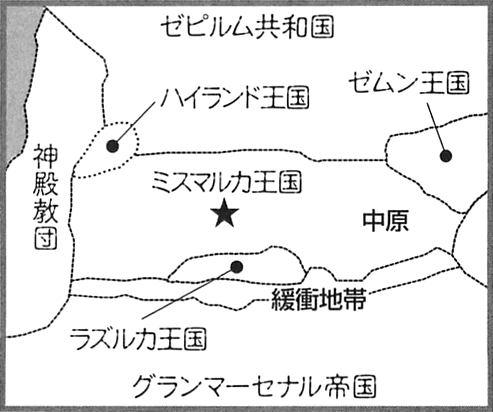 ゼピルム共和国
ゼムン王国
ハイランド王国
神殿教団
ミスマルカ王国
中原
緩衝地帯
ラズルカ王国
グランマーセナル帝国